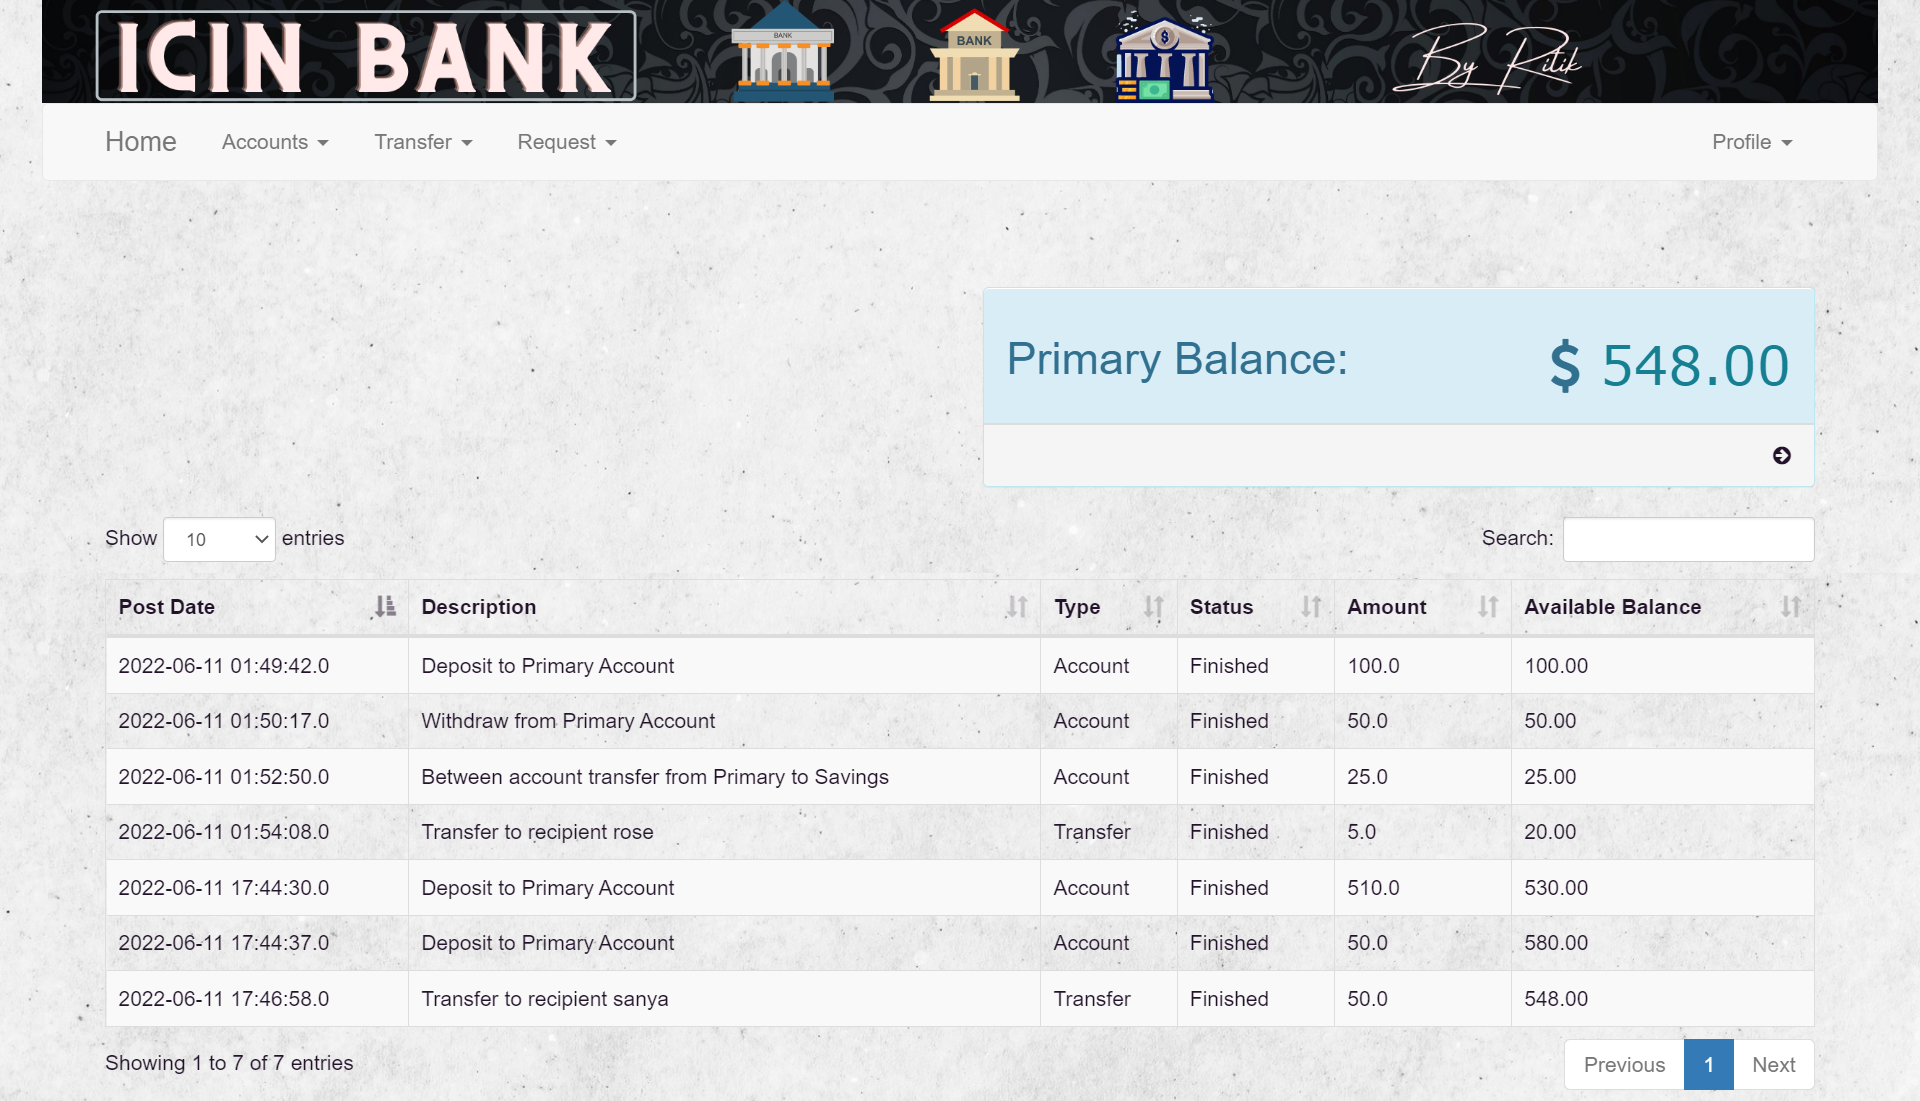 ICIN BANK
BANK
BANK
By Ritik
Home Accounts Transfer Request Profile
Primary Balance: $ 548.00
Show 10 entries Search:
Post Date Description Type Status Amount Available Balance
2022-06-11 01:49:42.0 Deposit to Primary Account Account Finished 100.0 100.00
2022-06-11 01:50:17.0 Withdraw from Primary Account Account Finished 50.0 50.00
2022-06-11 01:52:50.0 Between account transfer from Primary to Savings Account Finished 25.0 25.00
2022-06-11 01:54:08.0 Transfer to recipient rose Transfer Finished 5.0 20.00
2022-06-11 17:44:30.0 Deposit to Primary Account Account Finished 510.0 530.00
2022-06-11 17:44:37.0 Deposit to Primary Account Account Finished 50.0 580.00
2022-06-11 17:46:58.0 Transfer to recipient sanya Transfer Finished 50.0 548.00
Showing 1 to 7 of 7 entries Previous 1 Next